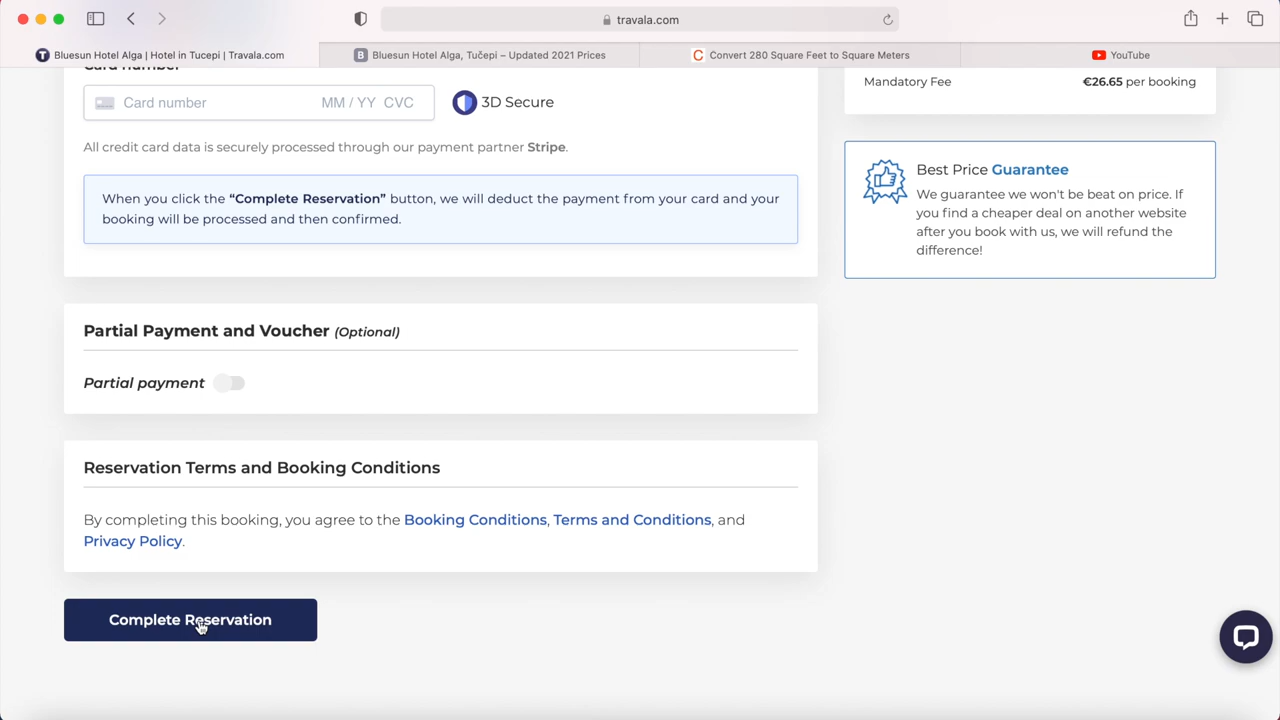 travala.com
Bluesun Hotel Alga | Hotel in Tucepi | Travala.com
Bluesun Hotel Alga, Tučepi – Updated 2021 Prices
Convert 280 Square Feet to Square Meters
YouTube
Card number
Card number MM / YY CVC
3D Secure
All credit card data is securely processed through our payment partner Stripe.
When you click the “Complete Reservation” button, we will deduct the payment from your card and your
booking will be processed and then confirmed.
Partial Payment and Voucher (Optional)
Partial payment
Reservation Terms and Booking Conditions
By completing this booking, you agree to the Booking Conditions, Terms and Conditions, and
Privacy Policy.
Complete Reservation
Mandatory Fee €26.65 per booking
Best Price Guarantee
We guarantee we won't be beat on price. If
you find a cheaper deal on another website
after you book with us, we will refund the
difference!